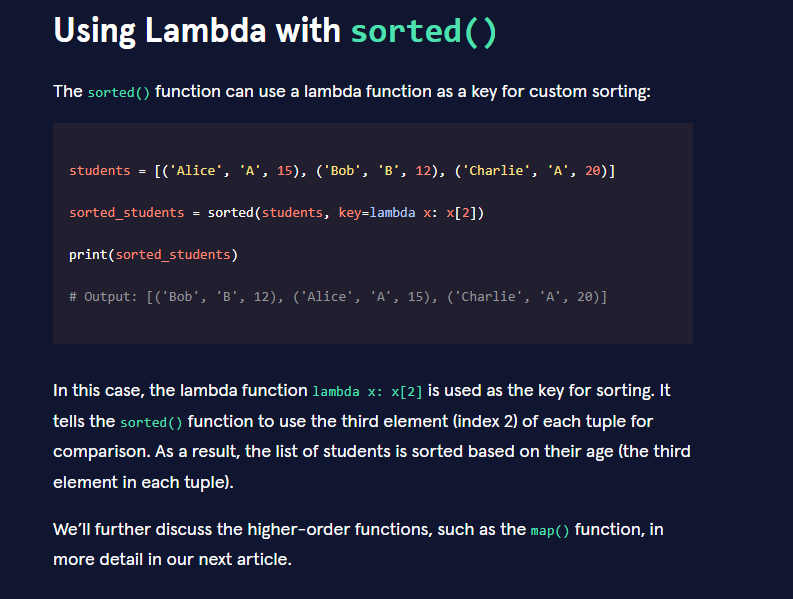 Using Lambda with sorted()
The sorted() function can use a lambda function as a key for custom sorting:
students = [('Alice', 'A', 15), ('Bob', 'B', 12), ('Charlie', 'A', 20)]
sorted_students = sorted(students, key=lambda x: x[2])
print(sorted_students)
# Output: [('Bob', 'B', 12), ('Alice', 'A', 15), ('Charlie', 'A', 20)]
In this case, the lambda function lambda x: x[2] is used as the key for sorting. It
tells the sorted() function to use the third element (index 2) of each tuple for
comparison. As a result, the list of students is sorted based on their age (the third
element in each tuple).
We’ll further discuss the higher-order functions, such as the map() function, in
more detail in our next article.